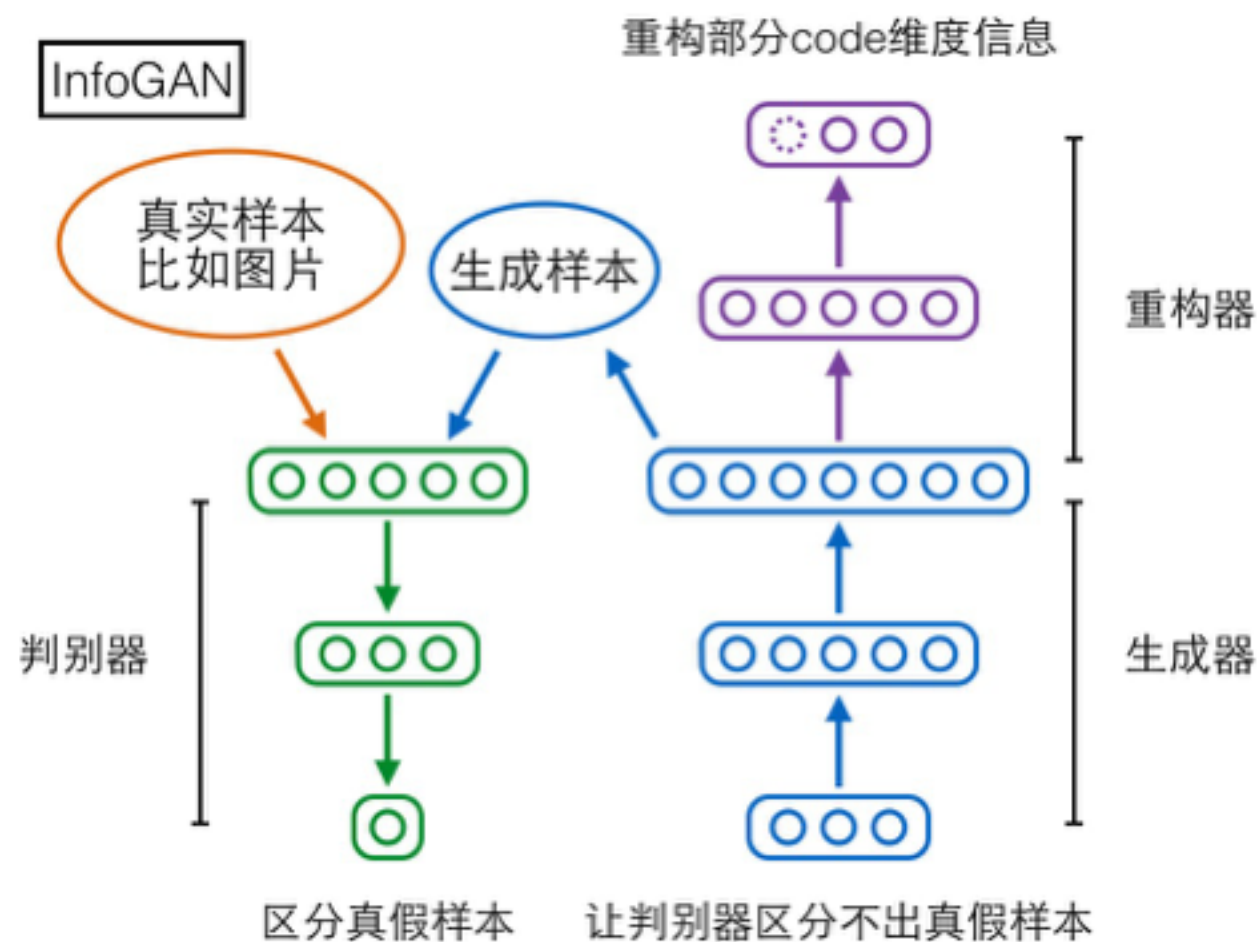 重构部分code维度信息
InfoGAN
真实样本
比如图片
生成样本
重构器
判别器
生成器
区分真假样本
让判别器区分不出真假样本